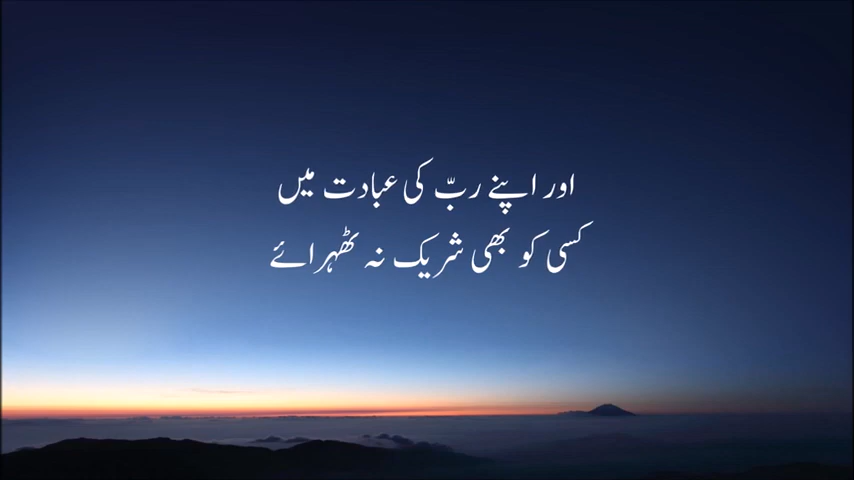 اور اپنے ربّ کی عبادت میں
کسی کو بھی شریک نہ ٹھہرائے